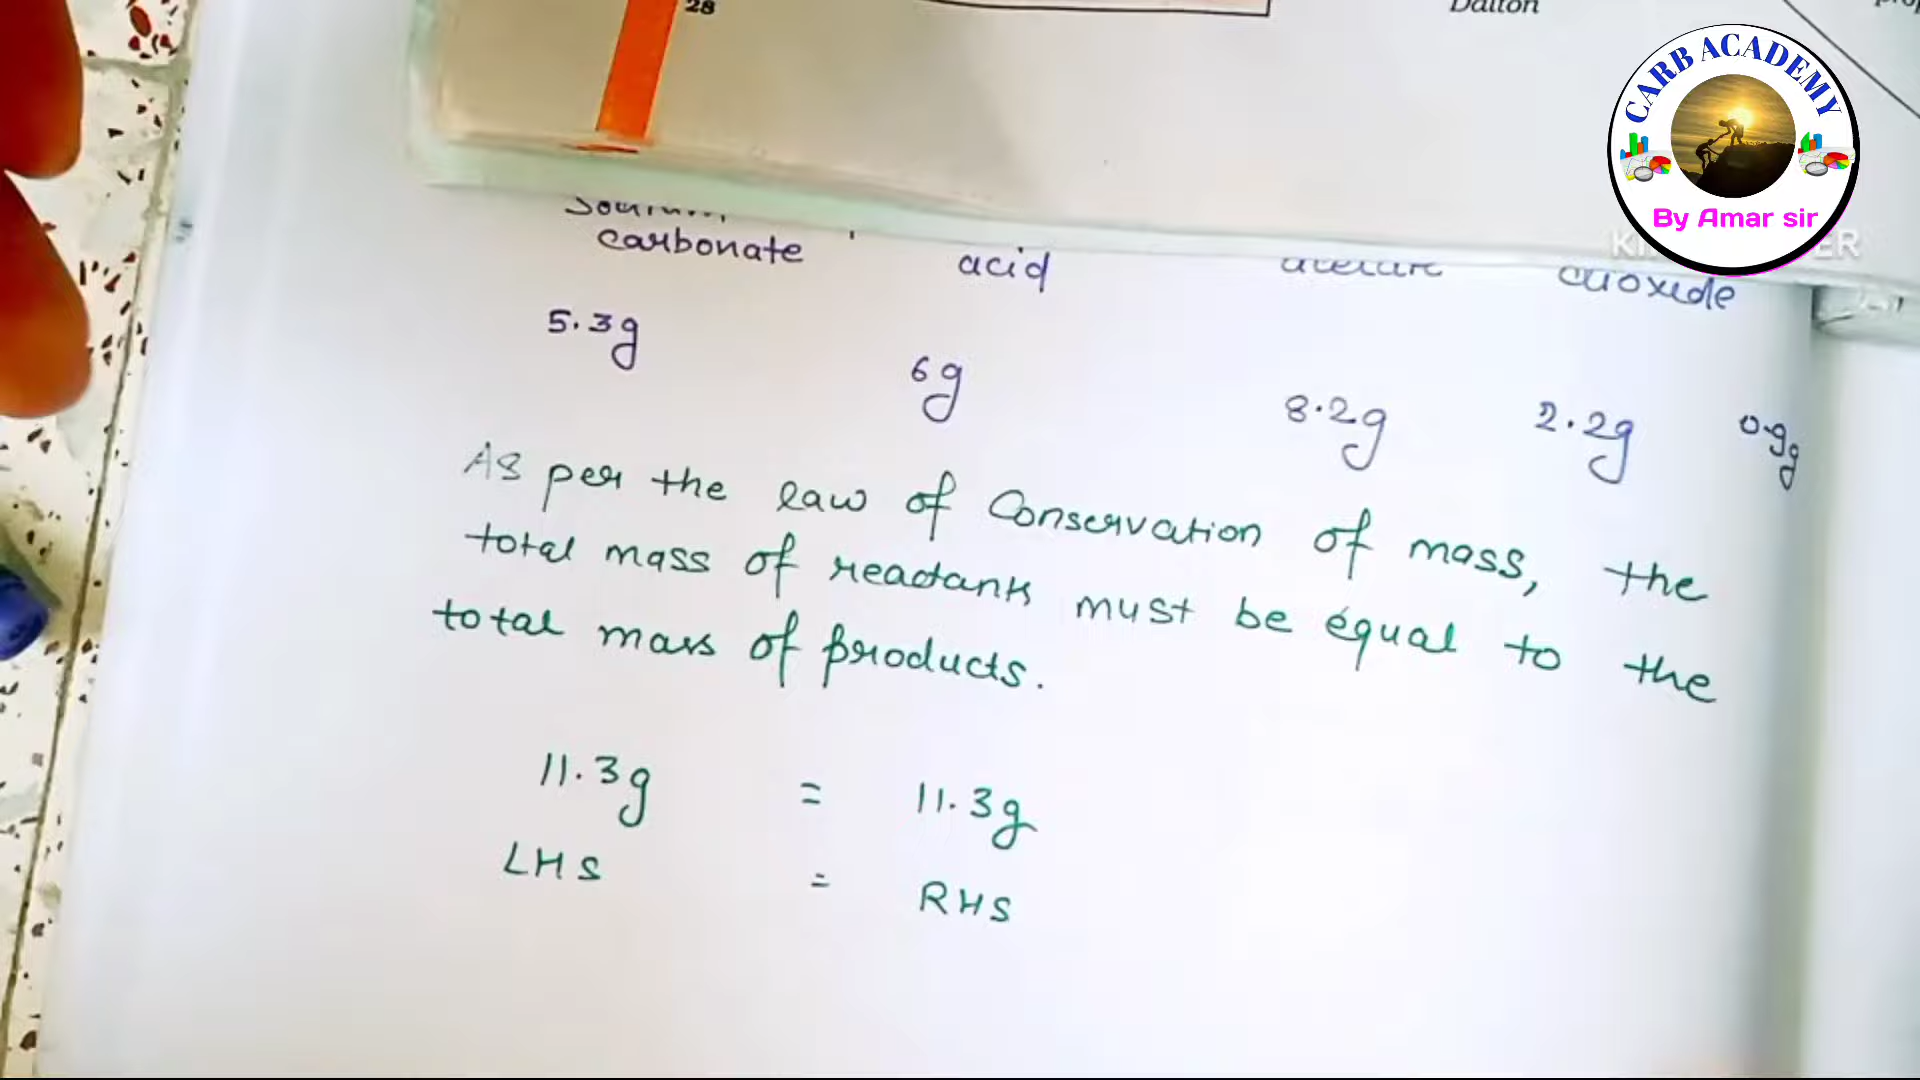 28
Dalton
CARB ACADEMY
By Amar sir
carbonate acid dioxide
5.3g 6g 8.2g 2.2g 0.9g
As per the law of Conservation of mass, the
total mass of reactants must be equal to the
total mass of products.
11.3g = 11.3g
LHS = RHS